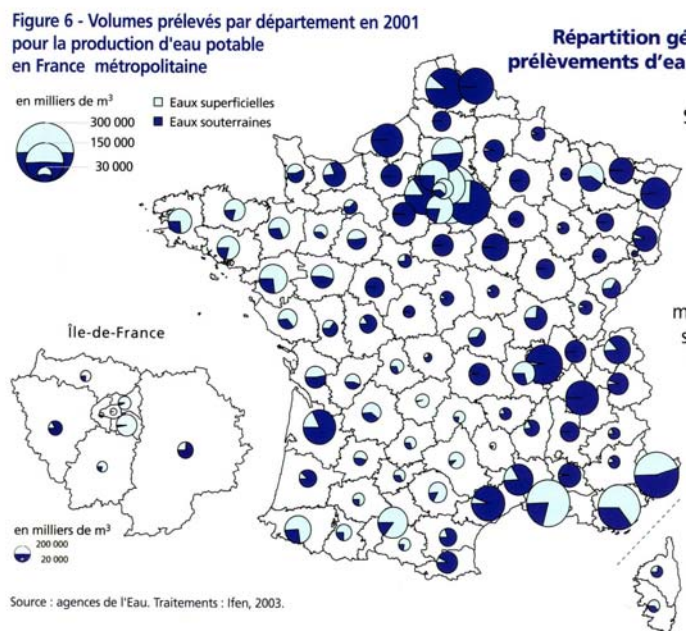 Figure 6 - Volumes prélevés par département en 2001
pour la production d'eau potable
en France métropolitaine
Répartition gé
prélèvements d'ea
en milliers de m³
300 000
150 000
30 000
Eaux superficielles
Eaux souterraines
S
m
s
Île-de-France
en milliers de m³
200 000
20 000
Source : agences de l'Eau. Traitements : Ifen, 2003.